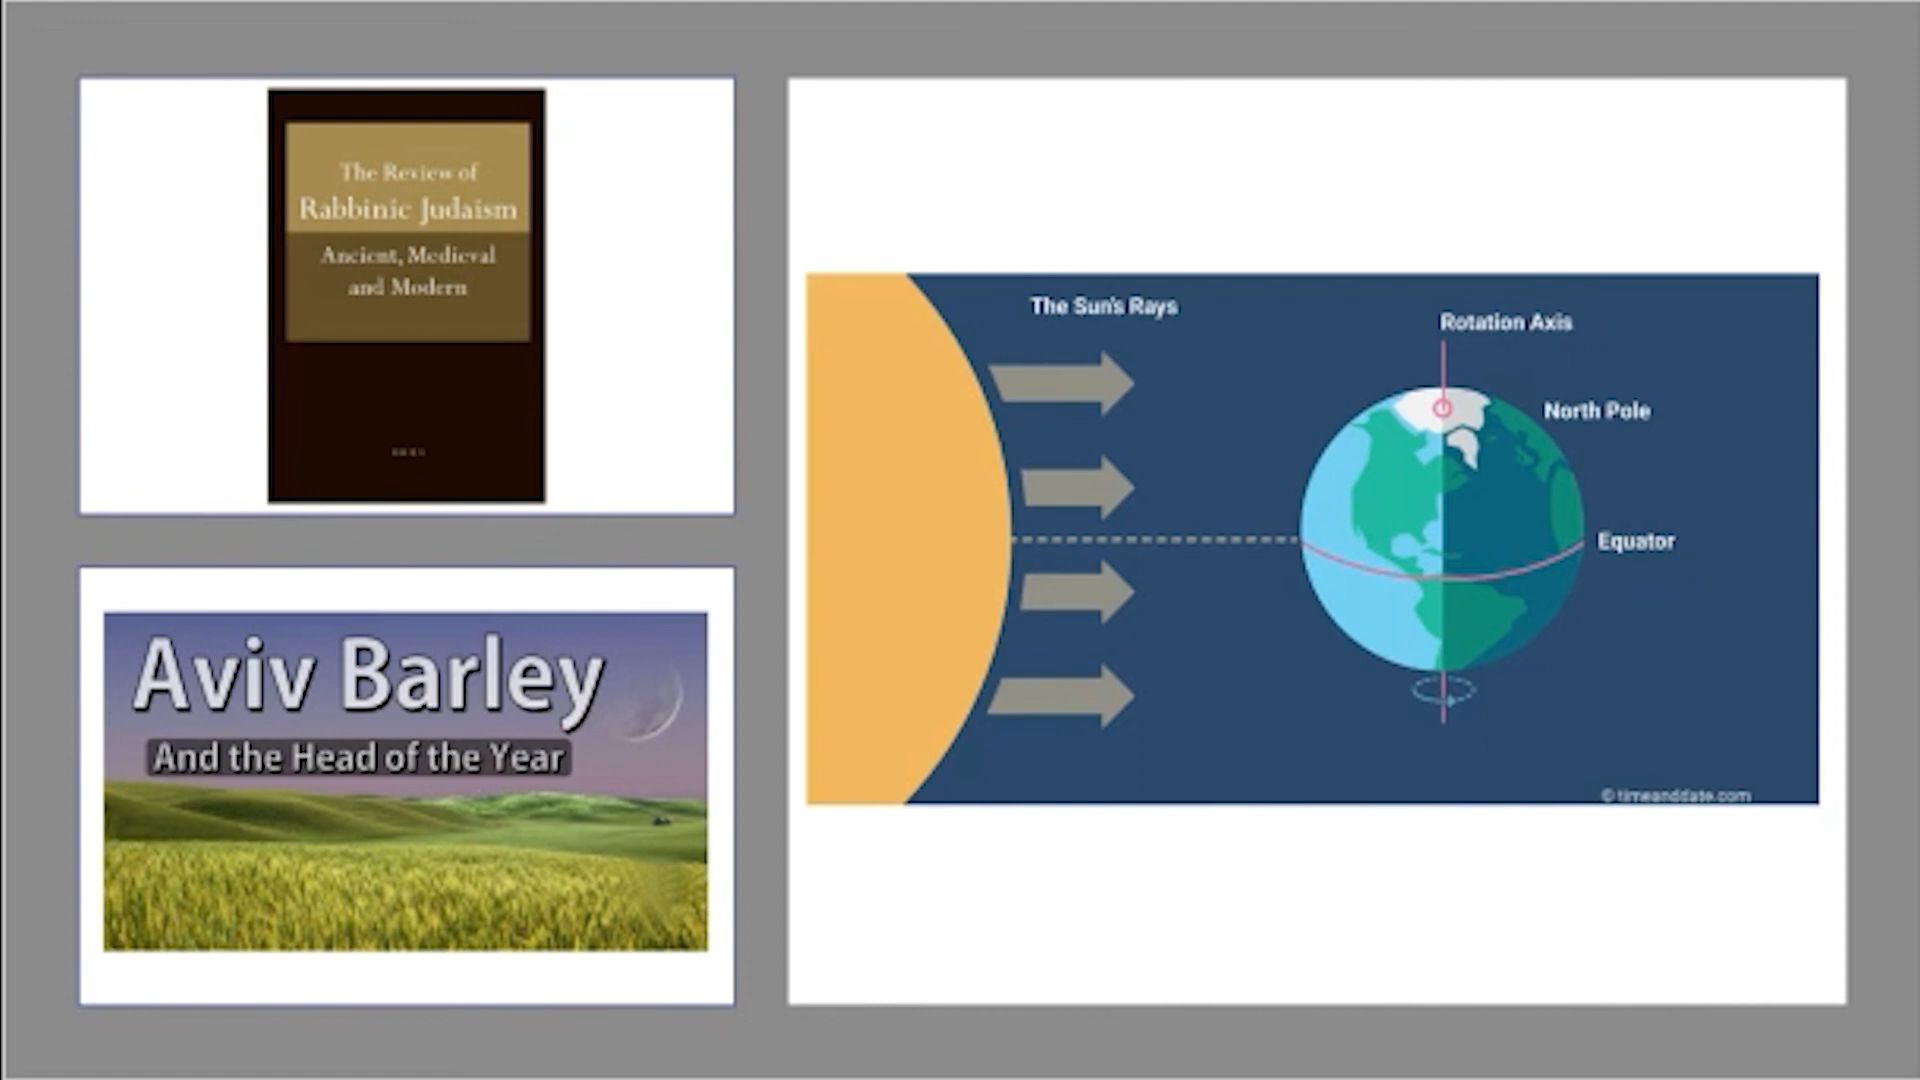 The Review of
Rabbinic Judaism
Ancient, Medieval
and Modern
Aviv Barley
And the Head of the Year
The Sun's Rays
Rotation Axis
North Pole
Equator
© timeanddate.com